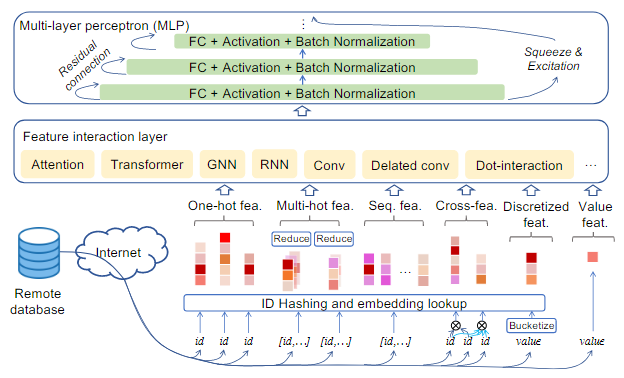 Multi-layer perceptron (MLP)
⋮
FC + Activation + Batch Normalization
FC + Activation + Batch Normalization
FC + Activation + Batch Normalization
Residual
connection
Squeeze &
Excitation
Feature interaction layer
Attention Transformer GNN RNN Conv Delated conv Dot-interaction ...
One-hot fea. Multi-hot fea. Seq. fea. Cross-fea. Discretized
feat. Value
feat.
Reduce Reduce
...
Internet
Remote
database
ID Hashing and embedding lookup
Bucketize
id id id [id,...] [id,...] [id,...] id id id value value